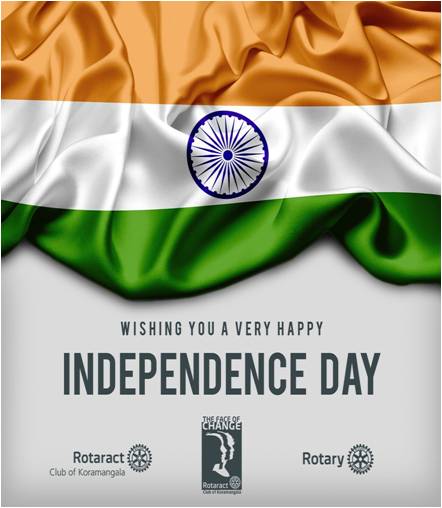 WISHING YOU A VERY HAPPY
INDEPENDENCE DAY
Rotaract
Club of Koramangala
THE FACE OF
CHANGE
Rotaract
Club of Koramangala
Rotary